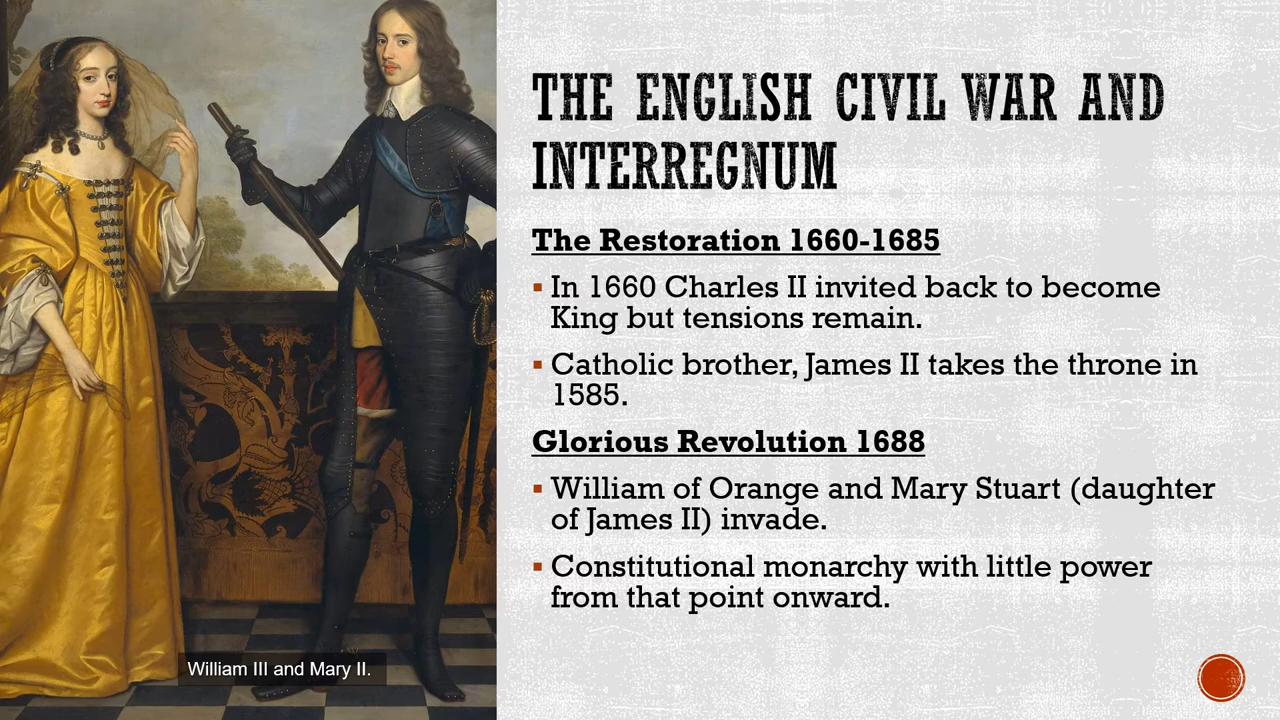 THE ENGLISH CIVIL WAR AND
INTERREGNUM
The Restoration 1660-1685
▪ In 1660 Charles II invited back to become
King but tensions remain.
▪ Catholic brother, James II takes the throne in
1585.
Glorious Revolution 1688
▪ William of Orange and Mary Stuart (daughter
of James II) invade.
▪ Constitutional monarchy with little power
from that point onward.
William III and Mary II.